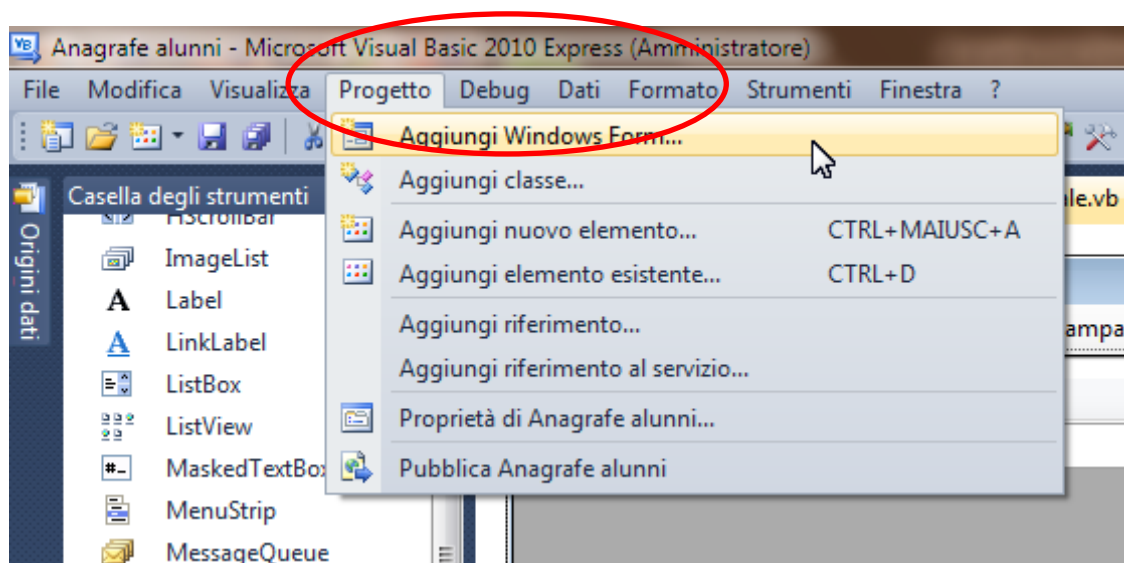 Anagrafe alunni - Microsoft Visual Basic 2010 Express (Amministratore)
File Modifica Visualizza Progetto Debug Dati Formato Strumenti Finestra ?
Aggiungi Windows Form...
Casella degli strumenti
Aggiungi classe...
le.vb
HScrollBar
Aggiungi nuovo elemento... CTRL+MAIUSC+A
ImageList
Aggiungi elemento esistente... CTRL+D
Origini dati
Label
Aggiungi riferimento...
ampa
LinkLabel
Aggiungi riferimento al servizio...
ListBox
Proprietà di Anagrafe alunni...
ListView
MaskedTextBox
Pubblica Anagrafe alunni
MenuStrip
MessageQueue